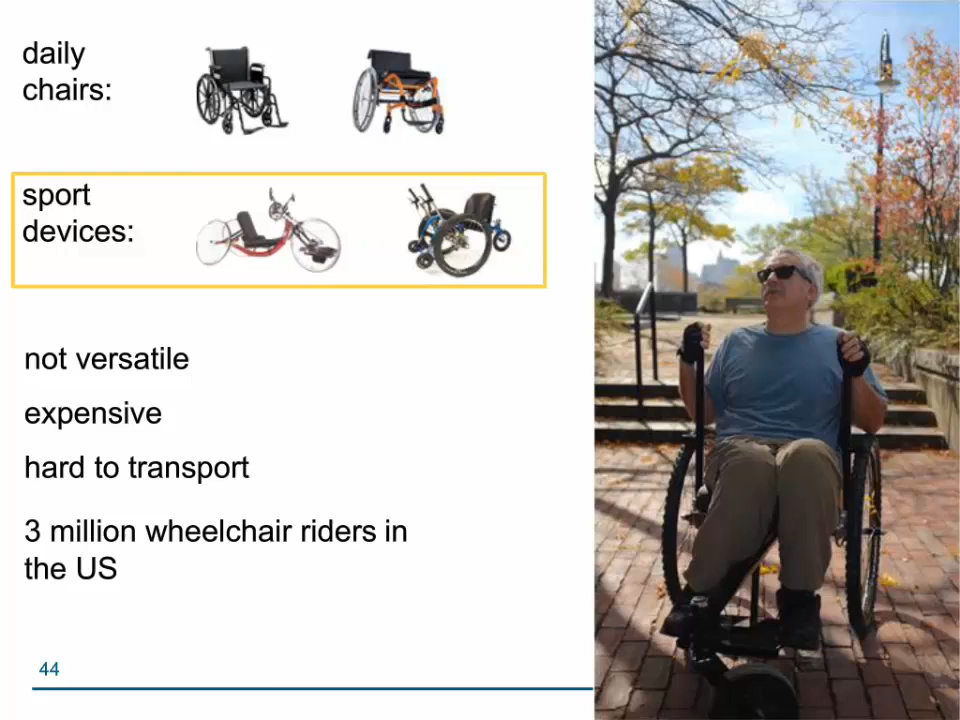 daily
chairs:
sport
devices:
not versatile
expensive
hard to transport
3 million wheelchair riders in
the US
44